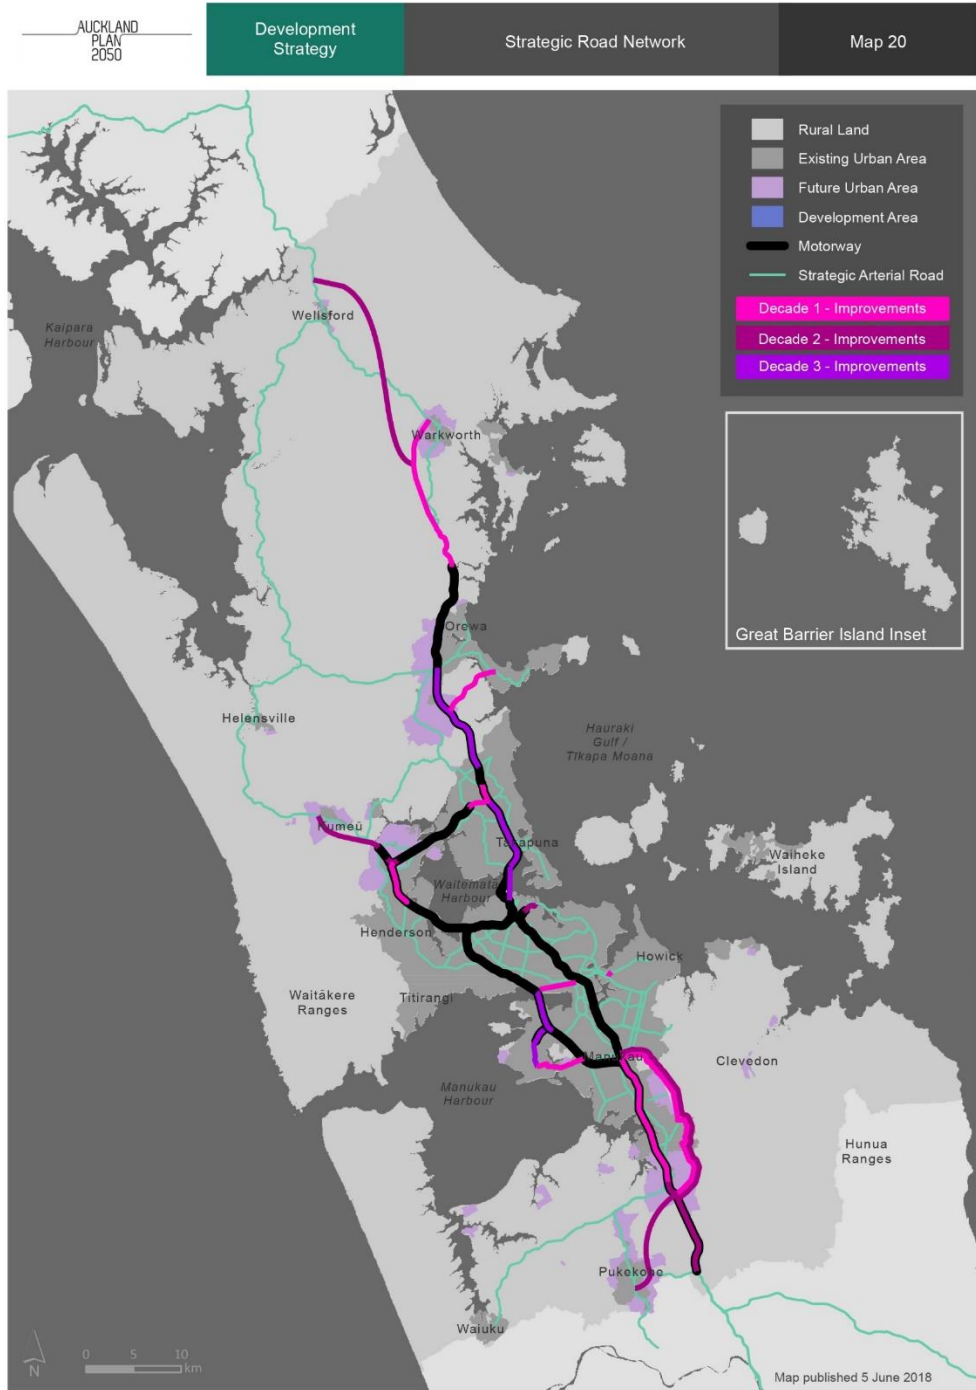 AUCKLAND
PLAN
2050
Development
Strategy
Strategic Road Network
Map 20
Rural Land
Existing Urban Area
Future Urban Area
Development Area
Motorway
Strategic Arterial Road
Decade 1 - Improvements
Decade 2 - Improvements
Decade 3 - Improvements
Wellsford
Kaipara
Harbour
Warkworth
Great Barrier Island Inset
Orewa
Helensville
Hauraki
Gulf /
Tīkapa Moana
Kumeū
Takapuna
Waiheke
Island
Waitematā
Harbour
Henderson
Howick
Titirangi
Waitākere
Ranges
Manukau
Clevedon
Manukau
Harbour
Hunua
Ranges
Pukekohe
Waiuku
N
0 5 10
km
Map published 5 June 2018